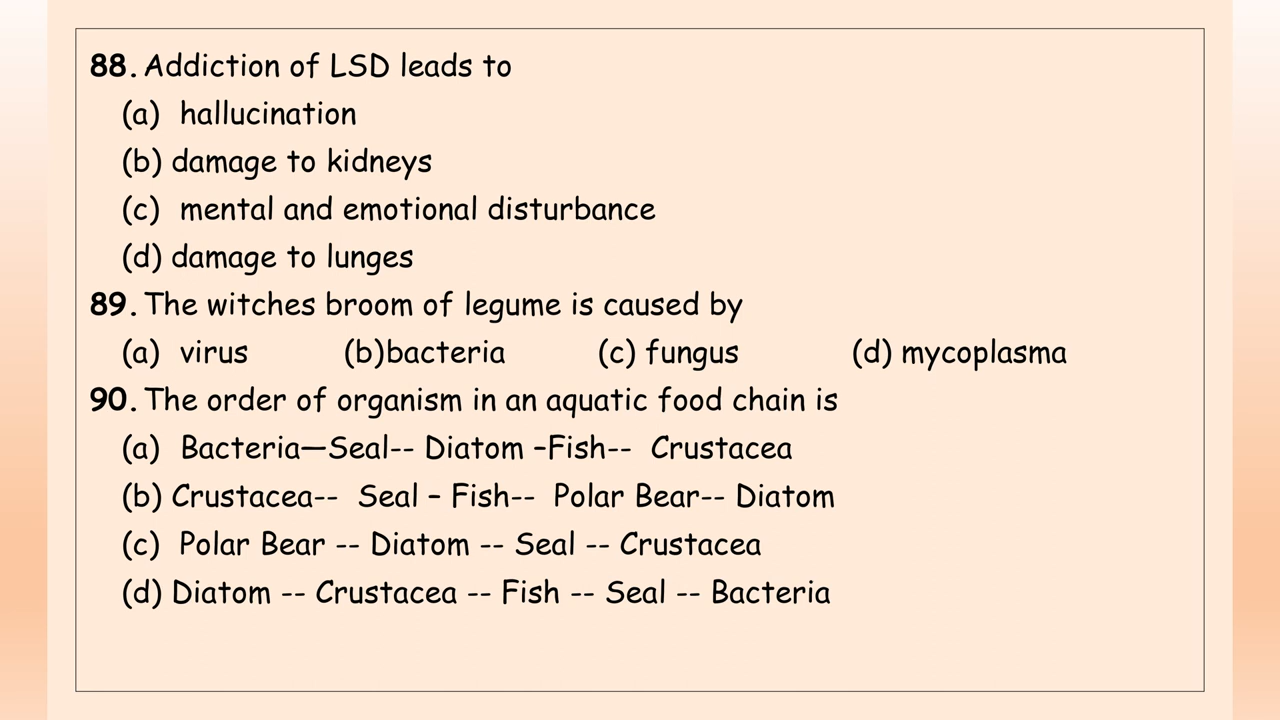 88. Addiction of LSD leads to
(a) hallucination
(b) damage to kidneys
(c) mental and emotional disturbance
(d) damage to lunges
89. The witches broom of legume is caused by
(a) virus (b)bacteria (c) fungus (d) mycoplasma
90. The order of organism in an aquatic food chain is
(a) Bacteria—Seal-- Diatom –Fish-- Crustacea
(b) Crustacea-- Seal – Fish-- Polar Bear-- Diatom
(c) Polar Bear -- Diatom -- Seal -- Crustacea
(d) Diatom -- Crustacea -- Fish -- Seal -- Bacteria